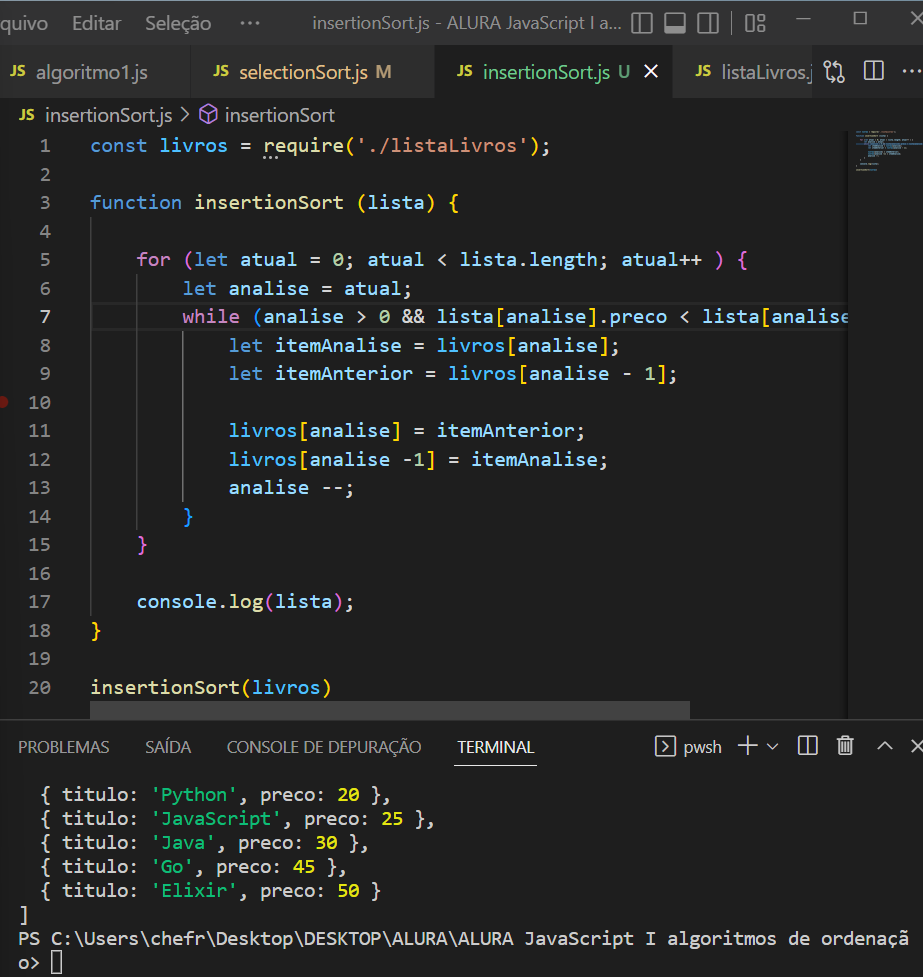 quivo Editar Seleção ··· insertionSort.js - ALURA JavaScript I a...
JS algoritmo1.js JS selectionSort.js M JS insertionSort.js U JS listaLivros.j
JS insertionSort.js > insertionSort
1 const livros = require('./listaLivros');
2
3 function insertionSort (lista) {
4
5 for (let atual = 0; atual < lista.length; atual++ ) {
6 let analise = atual;
7 while (analise > 0 && lista[analise].preco < lista[analise
8 let itemAnalise = livros[analise];
9 let itemAnterior = livros[analise - 1];
10
11 livros[analise] = itemAnterior;
12 livros[analise -1] = itemAnalise;
13 analise --;
14 }
15 }
16
17 console.log(lista);
18 }
19
20 insertionSort(livros)
PROBLEMAS SAÍDA CONSOLE DE DEPURAÇÃO TERMINAL pwsh
{ titulo: 'Python', preco: 20 },
{ titulo: 'JavaScript', preco: 25 },
{ titulo: 'Java', preco: 30 },
{ titulo: 'Go', preco: 45 },
{ titulo: 'Elixir', preco: 50 }
]
PS C:\Users\chefr\Desktop\DESKTOP\ALURA\ALURA JavaScript I algoritmos de ordenaçã
o>